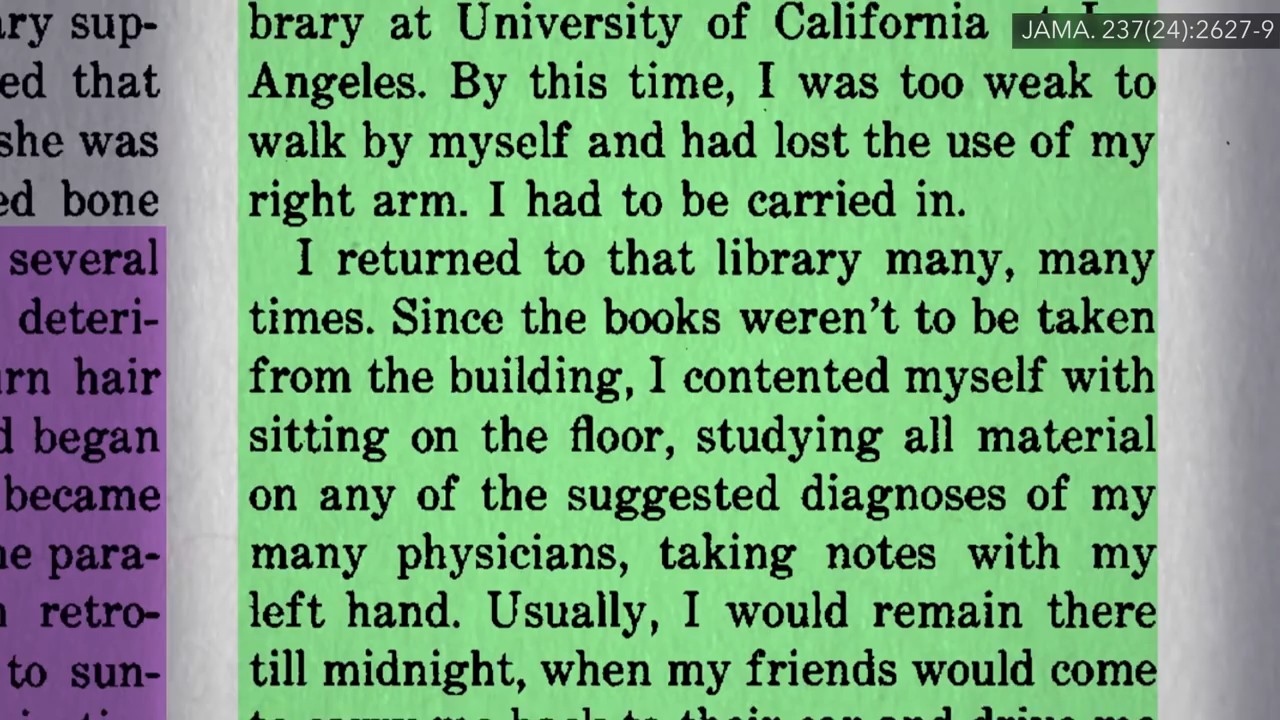 ary sup-
ed that
she was
ed bone
several
deteri-
urn hair
d began
became
ne para-
n retro-
to sun-
brary at University of California
Angeles. By this time, I was too weak to
walk by myself and had lost the use of my
right arm. I had to be carried in.
I returned to that library many, many
times. Since the books weren't to be taken
from the building, I contented myself with
sitting on the floor, studying all material
on any of the suggested diagnoses of my
many physicians, taking notes with my
left hand. Usually, I would remain there
till midnight, when my friends would come
JAMA. 237(24):2627-9